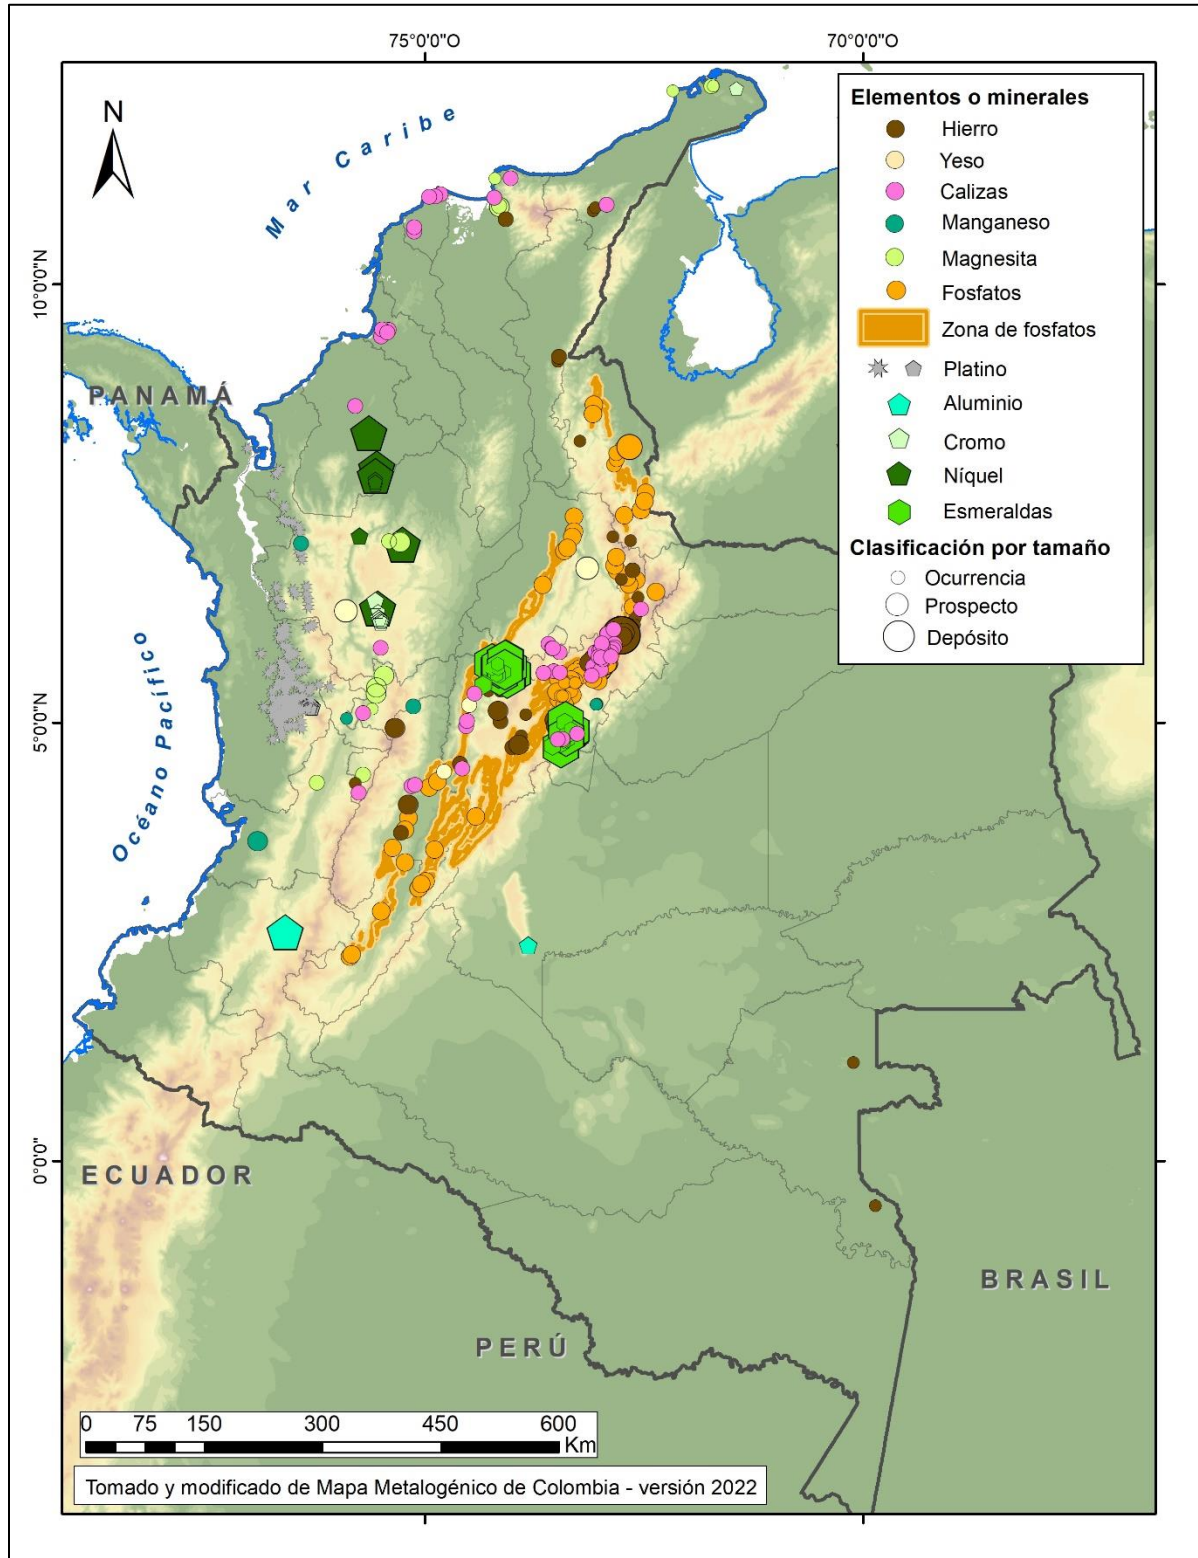 75°0'0"O
70°0'0"O
N
Mar Caribe
Elementos o minerales
Hierro
Yeso
Calizas
Manganeso
Magnesita
Fosfatos
Zona de fosfatos
Platino
Aluminio
Cromo
Níquel
Esmeraldas
Clasificación por tamaño
Ocurrencia
Prospecto
Depósito
10°0'0"N
PANAMÁ
5°0'0"N
Océano Pacífico
0°0'0"
ECUADOR
BRASIL
PERÚ
0 75 150 300 450 600
Km
Tomado y modificado de Mapa Metalogénico de Colombia - versión 2022